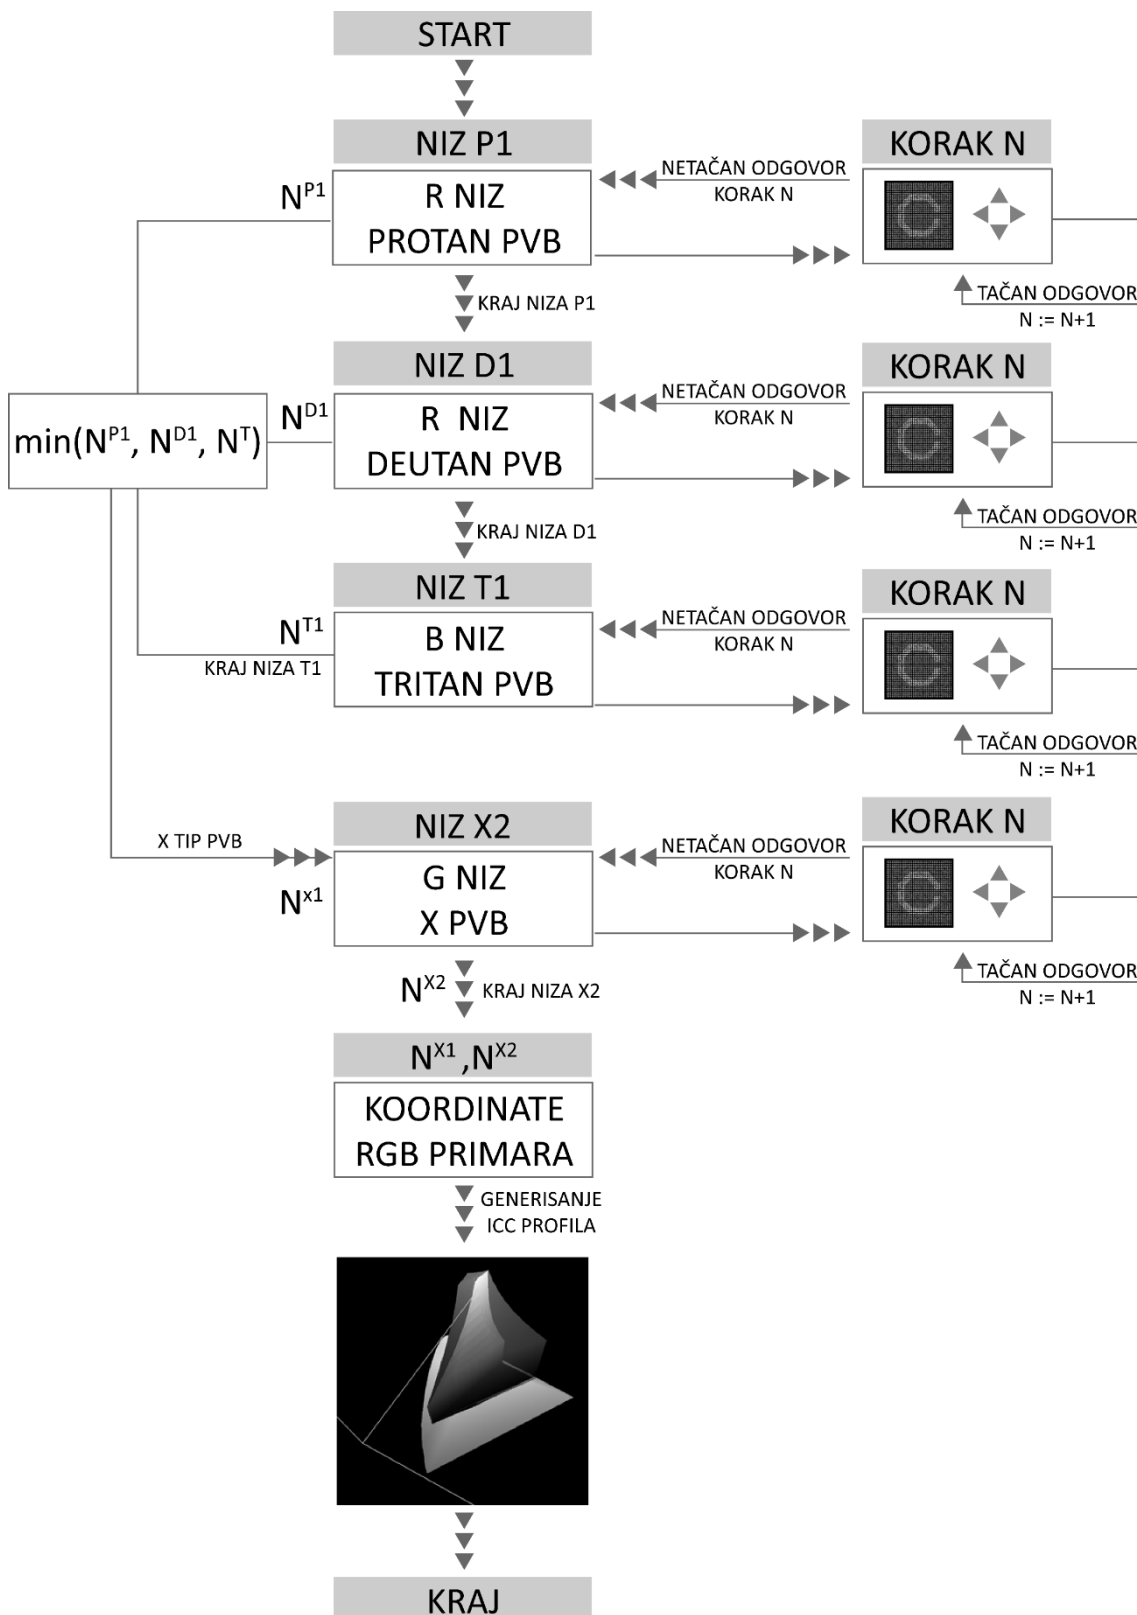 START
NIZ P1
R NIZ
PROTAN PVB
N^P1
NETAČAN ODGOVOR
KORAK N
KORAK N
TAČAN ODGOVOR
N := N+1
KRAJ NIZA P1
NIZ D1
R NIZ
DEUTAN PVB
N^D1
min(N^P1, N^D1, N^T)
NETAČAN ODGOVOR
KORAK N
KORAK N
TAČAN ODGOVOR
N := N+1
KRAJ NIZA D1
NIZ T1
B NIZ
TRITAN PVB
N^T1
KRAJ NIZA T1
NETAČAN ODGOVOR
KORAK N
KORAK N
TAČAN ODGOVOR
N := N+1
NIZ X2
G NIZ
X PVB
X TIP PVB
N^x1
NETAČAN ODGOVOR
KORAK N
KORAK N
TAČAN ODGOVOR
N := N+1
N^X2
KRAJ NIZA X2
N^X1 ,N^X2
KOORDINATE
RGB PRIMARA
GENERISANJE
ICC PROFILA
KRAJ